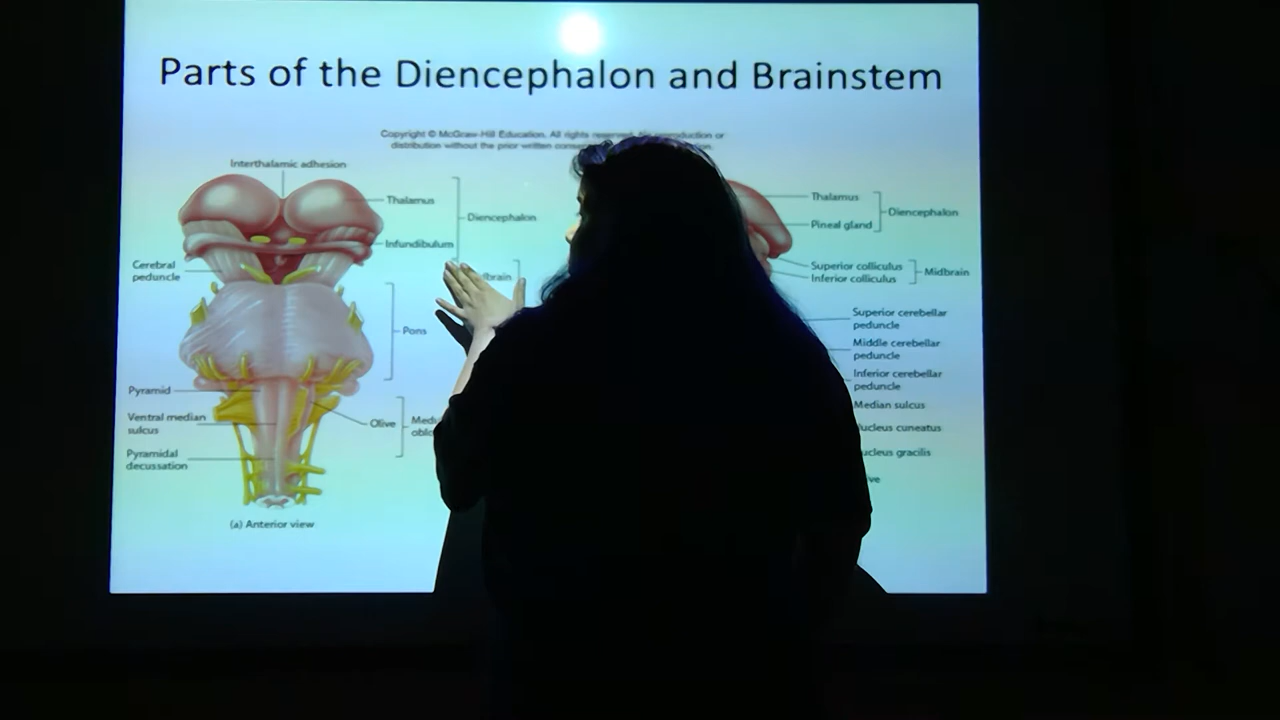 Parts of the Diencephalon and Brainstem
Copyright © McGraw-Hill Education. All rights
distribution without the prior written
Interthalamic adhesion
Thalamus
Diencephalon
Infundibulum
Cerebral
peduncle
Pons
Pyramid
Ventral median
sulcus
Olive
Pyramidal
decussation
(a) Anterior view
Thalamus
Diencephalon
Pineal gland
Superior colliculus
Midbrain
Inferior colliculus
Superior cerebellar
peduncle
Middle cerebellar
peduncle
Inferior cerebellar
peduncle
Median sulcus
cuneatus
gracilis